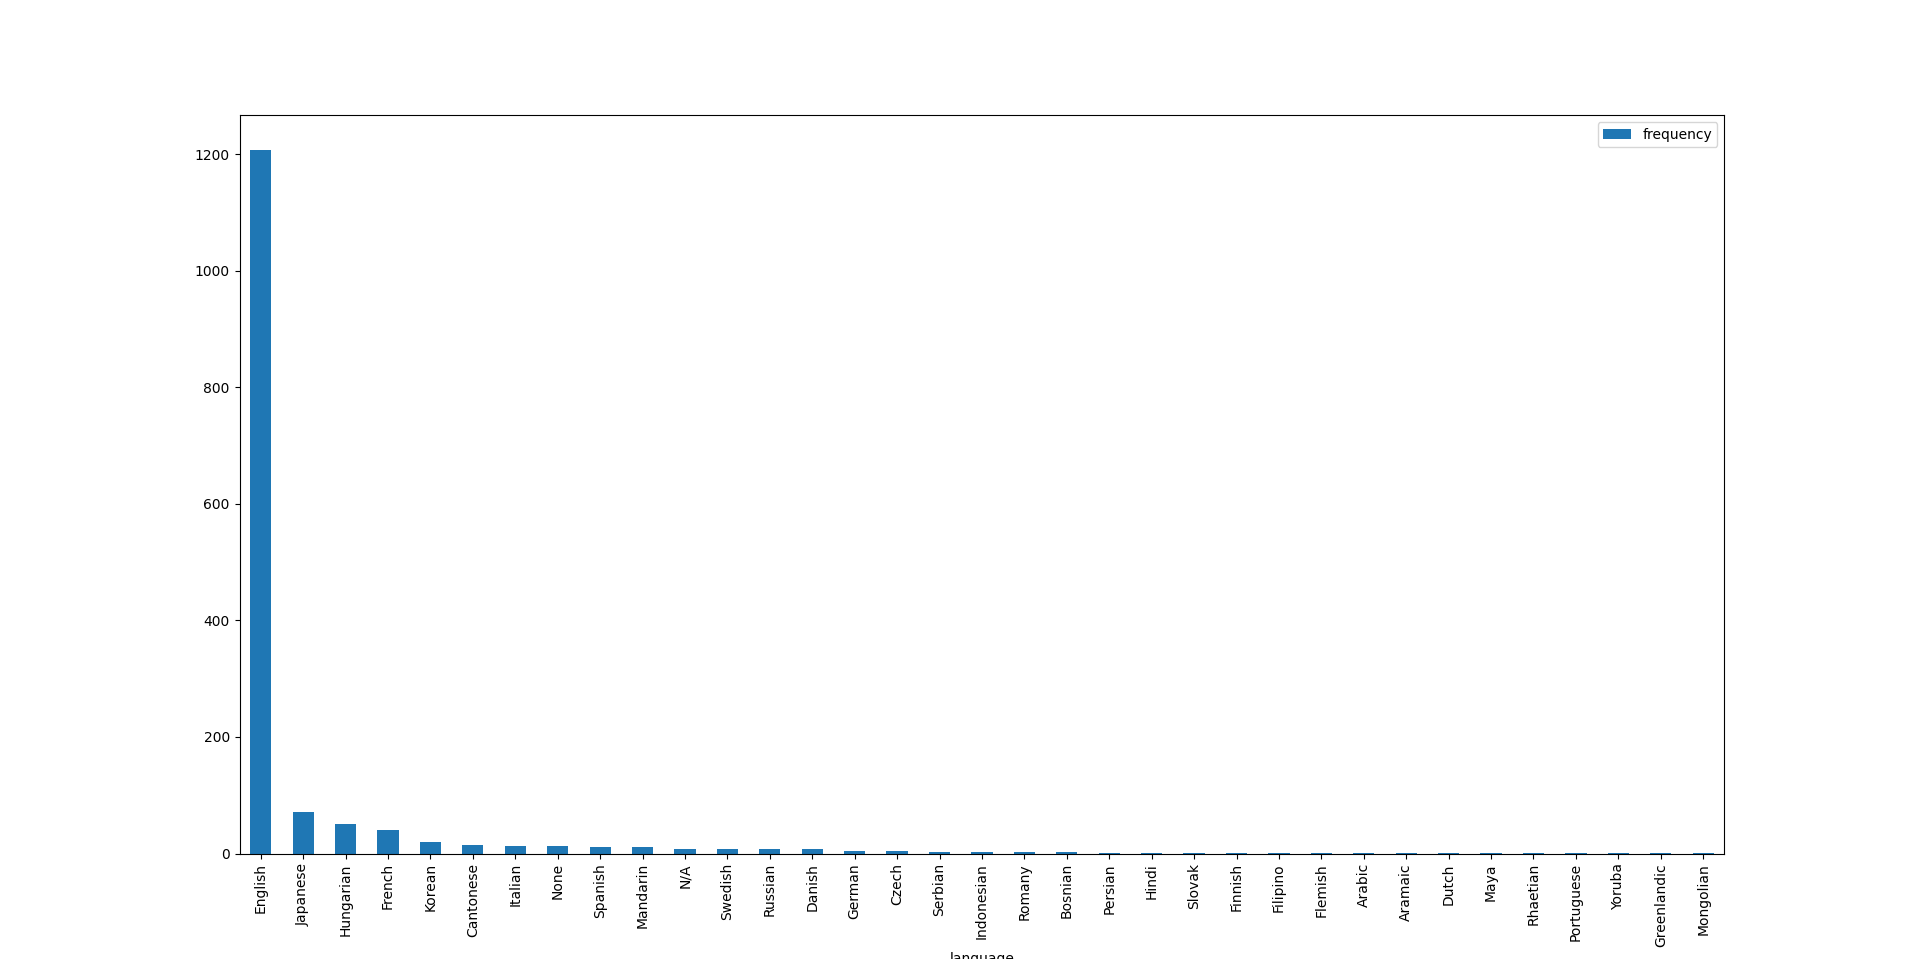 frequency
1200
1000
800
600
400
200
0
English
Japanese
Hungarian
French
Korean
Cantonese
Italian
None
Spanish
Mandarin
N/A
Swedish
Russian
Danish
German
Czech
Serbian
Indonesian
Romany
Bosnian
Persian
Hindi
Slovak
Finnish
Filipino
Flemish
Arabic
Aramaic
Dutch
Maya
Rhaetian
Portuguese
Yoruba
Greenlandic
Mongolian
language